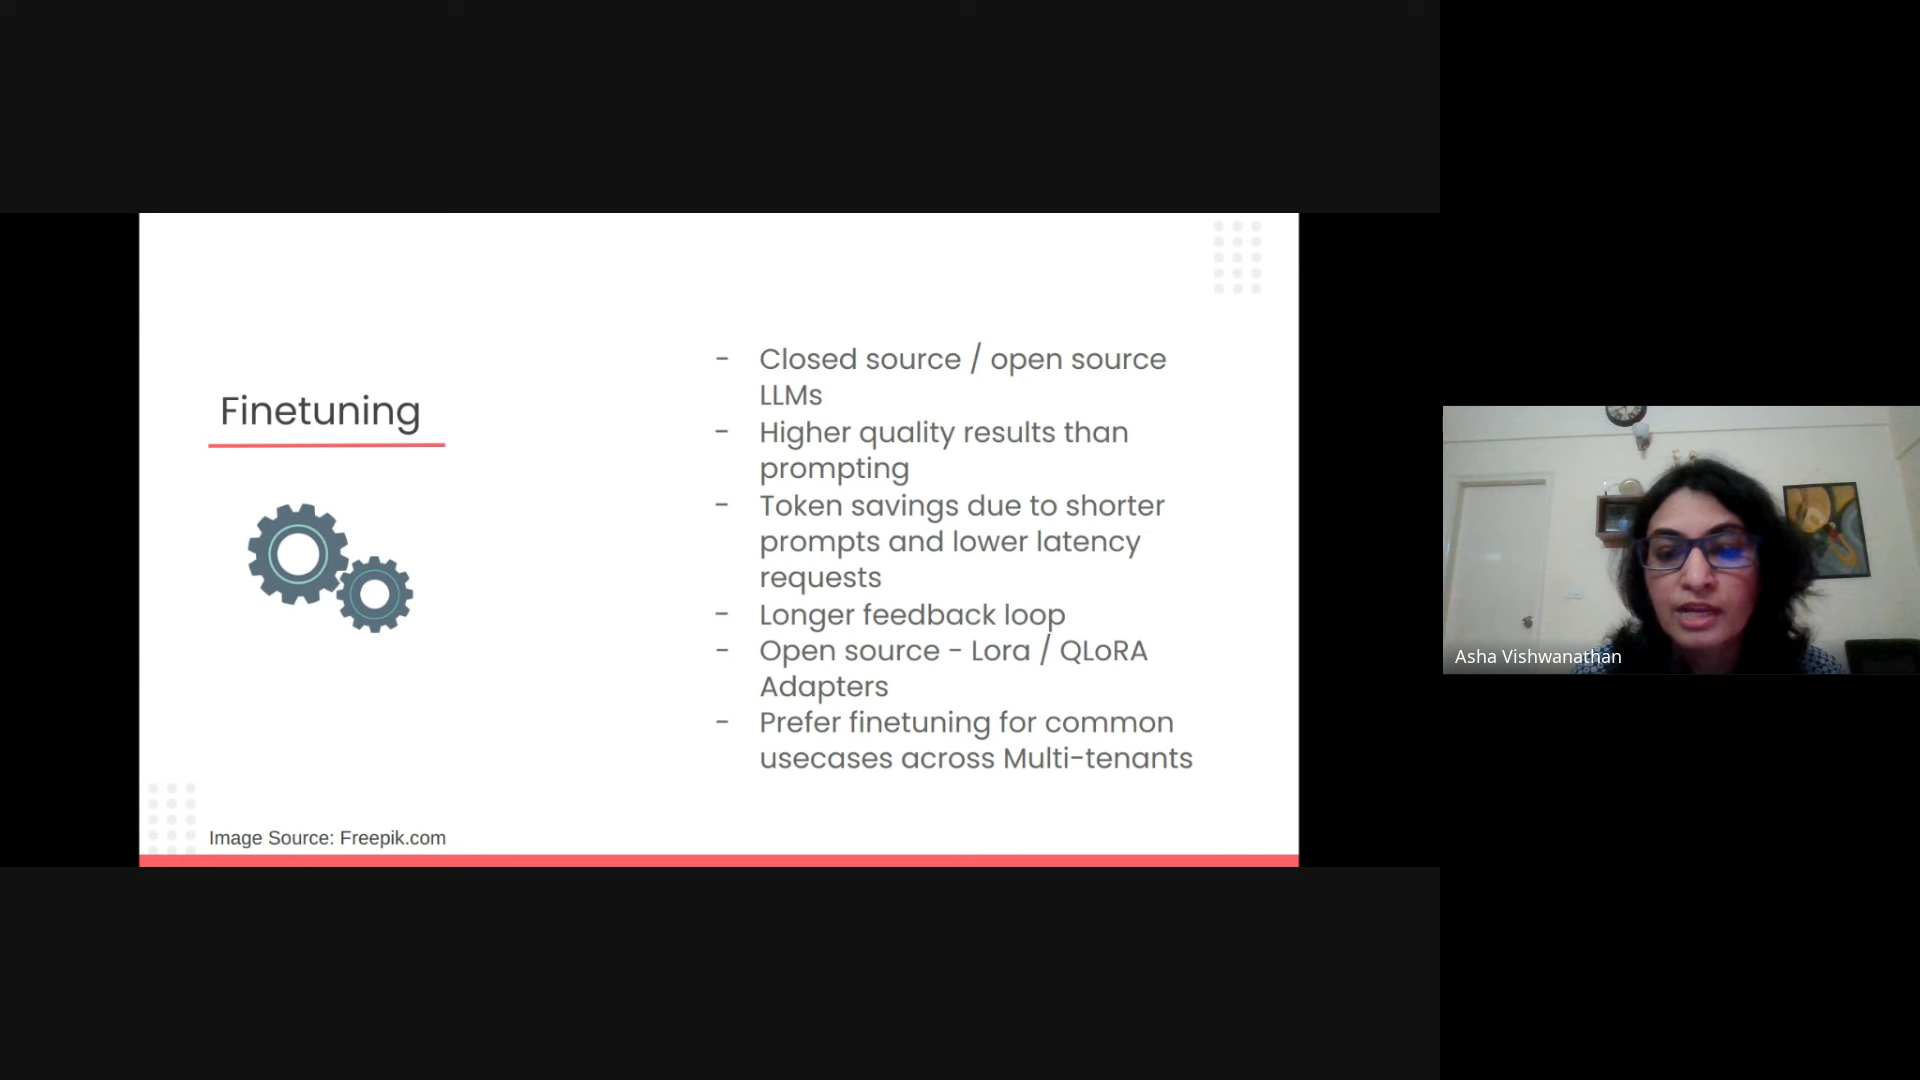 Finetuning
- Closed source / open source
LLMs
- Higher quality results than
prompting
- Token savings due to shorter
prompts and lower latency
requests
- Longer feedback loop
- Open source - Lora / QLoRA
Adapters
- Prefer finetuning for common
usecases across Multi-tenants
Image Source: Freepik.com
Asha Vishwanathan